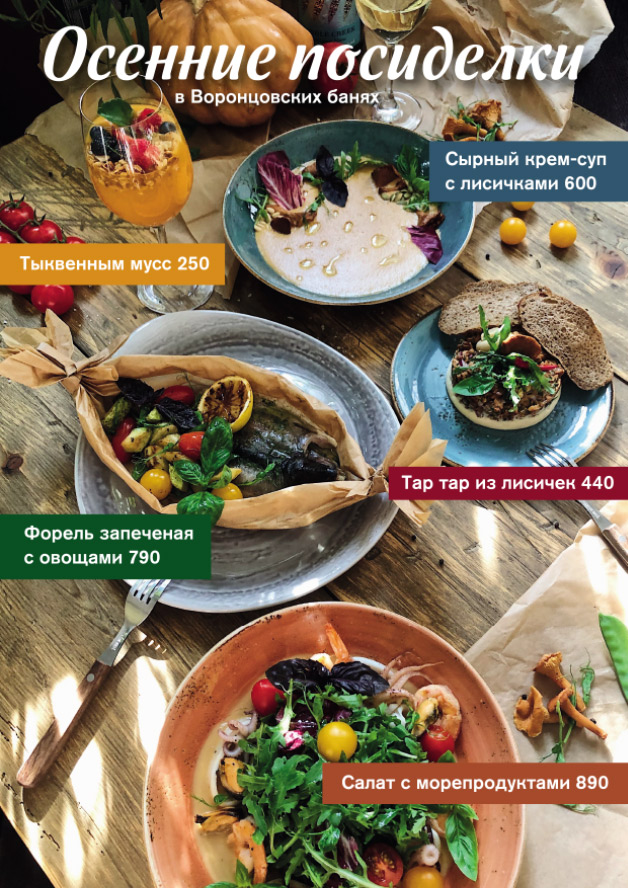 Осенние посиделки
в Воронцовских банях
Сырный крем-суп
с лисичками 600
Тыквенным мусс 250
Тар тар из лисичек 440
Форель запеченая
с овощами 790
Салат с морепродуктами 890